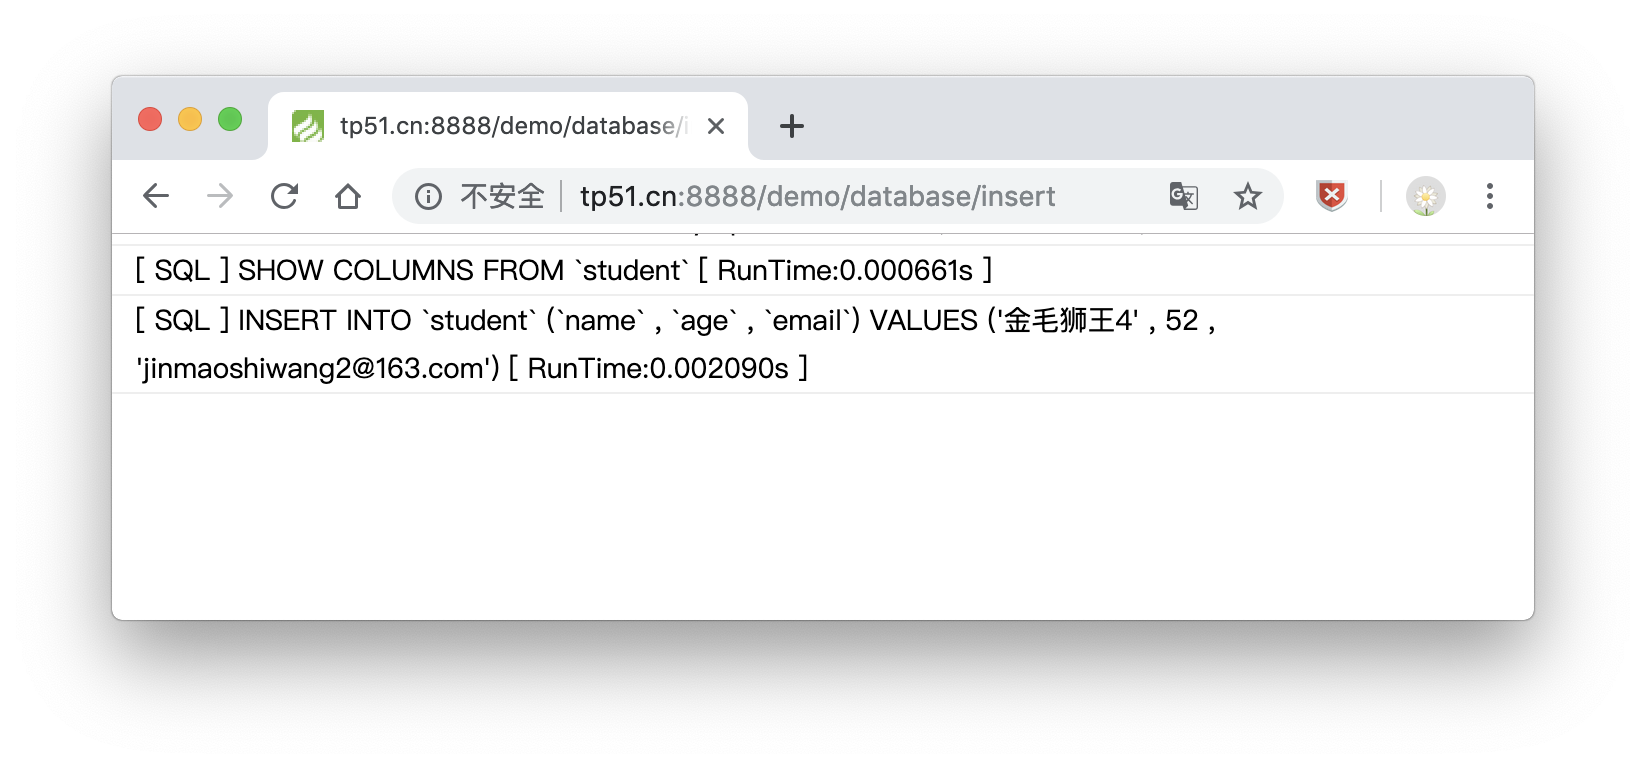 tp51.cn:8888/demo/database/i
不安全 tp51.cn:8888/demo/database/insert
[ SQL ] SHOW COLUMNS FROM `student` [ RunTime:0.000661s ]
[ SQL ] INSERT INTO `student` (`name` , `age` , `email`) VALUES ('金毛狮王4' , 52 ,
'jinmaoshiwang2@163.com') [ RunTime:0.002090s ]